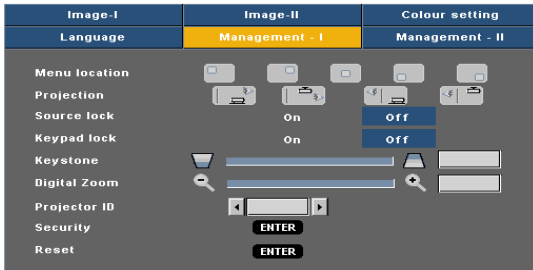 Image-I Image-II Colour setting
Language Management - I Management - II
Menu location
Projection
Source lock On Off
Keypad lock On Off
Keystone
Digital Zoom
Projector ID
Security ENTER
Reset ENTER